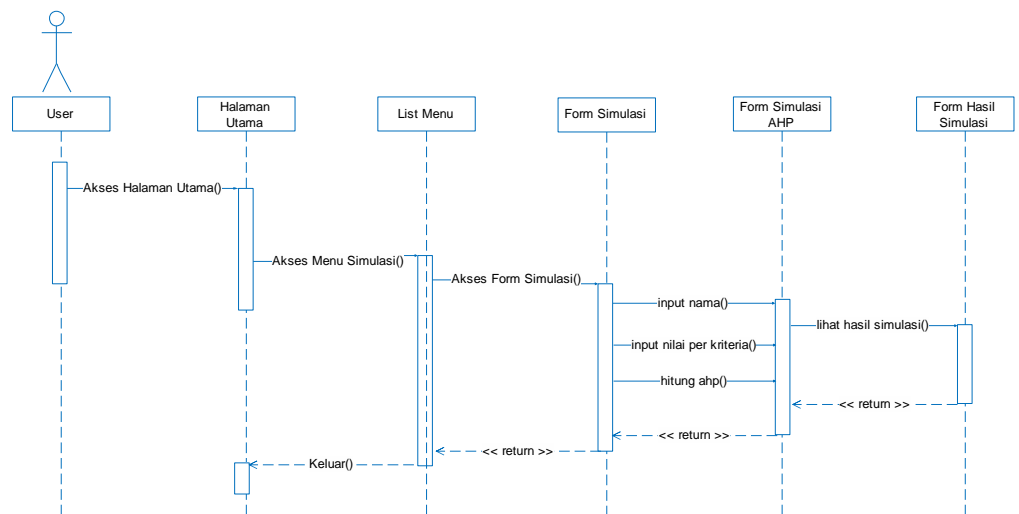 User
Halaman
Utama
List Menu
Form Simulasi
Form Simulasi
AHP
Form Hasil
Simulasi
Akses Halaman Utama()
Akses Menu Simulasi()
Akses Form Simulasi()
input nama()
lihat hasil simulasi()
input nilai per kriteria()
hitung ahp()
<< return >>
<< return >>
<< return >>
Keluar()